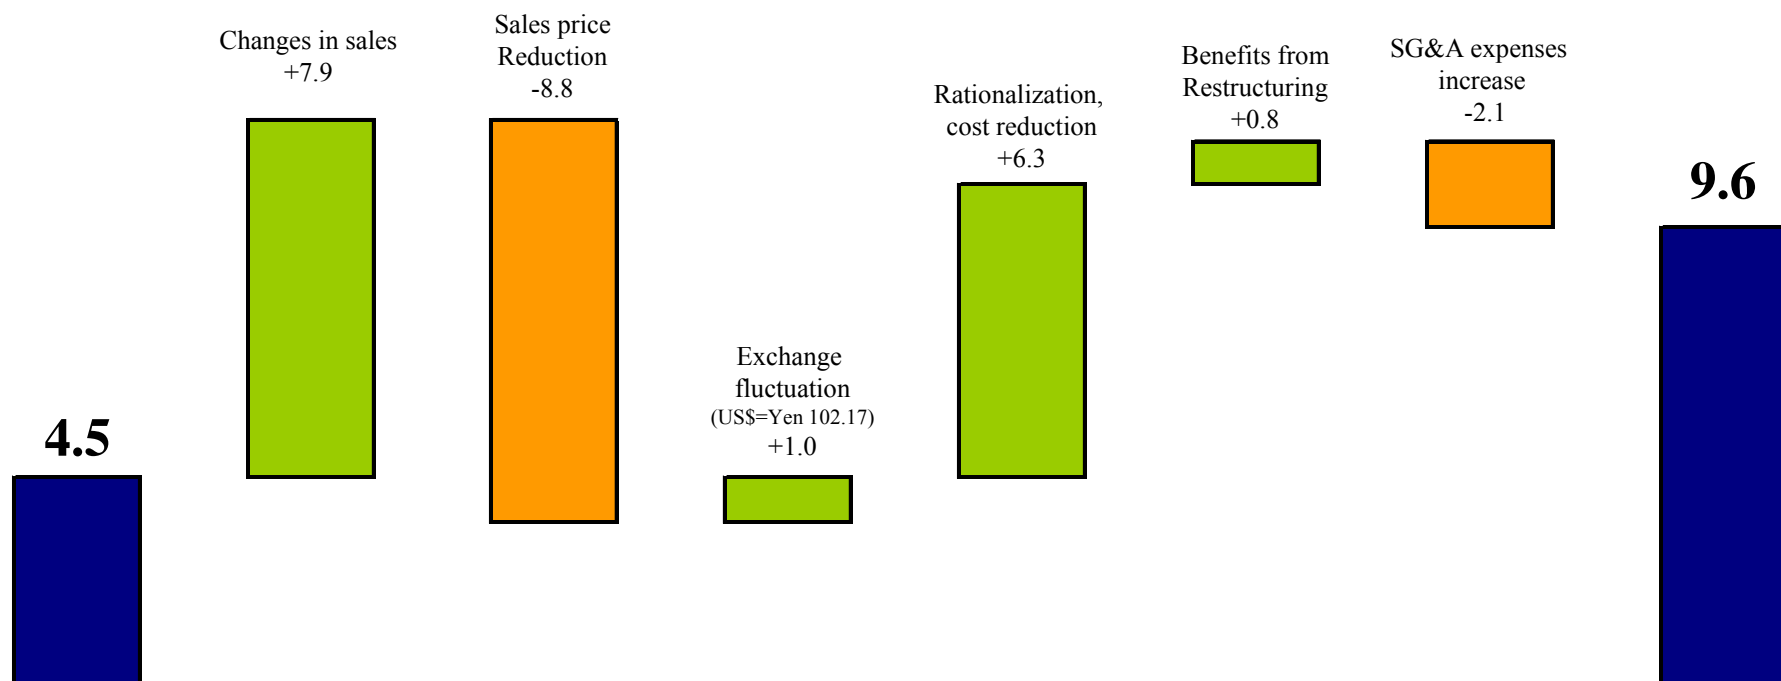 4.5
Changes in sales
+7.9
Sales price
Reduction
-8.8
Exchange
fluctuation
(US$=Yen 102.17)
+1.0
Rationalization,
cost reduction
+6.3
Benefits from
Restructuring
+0.8
SG&A expenses
increase
-2.1
9.6